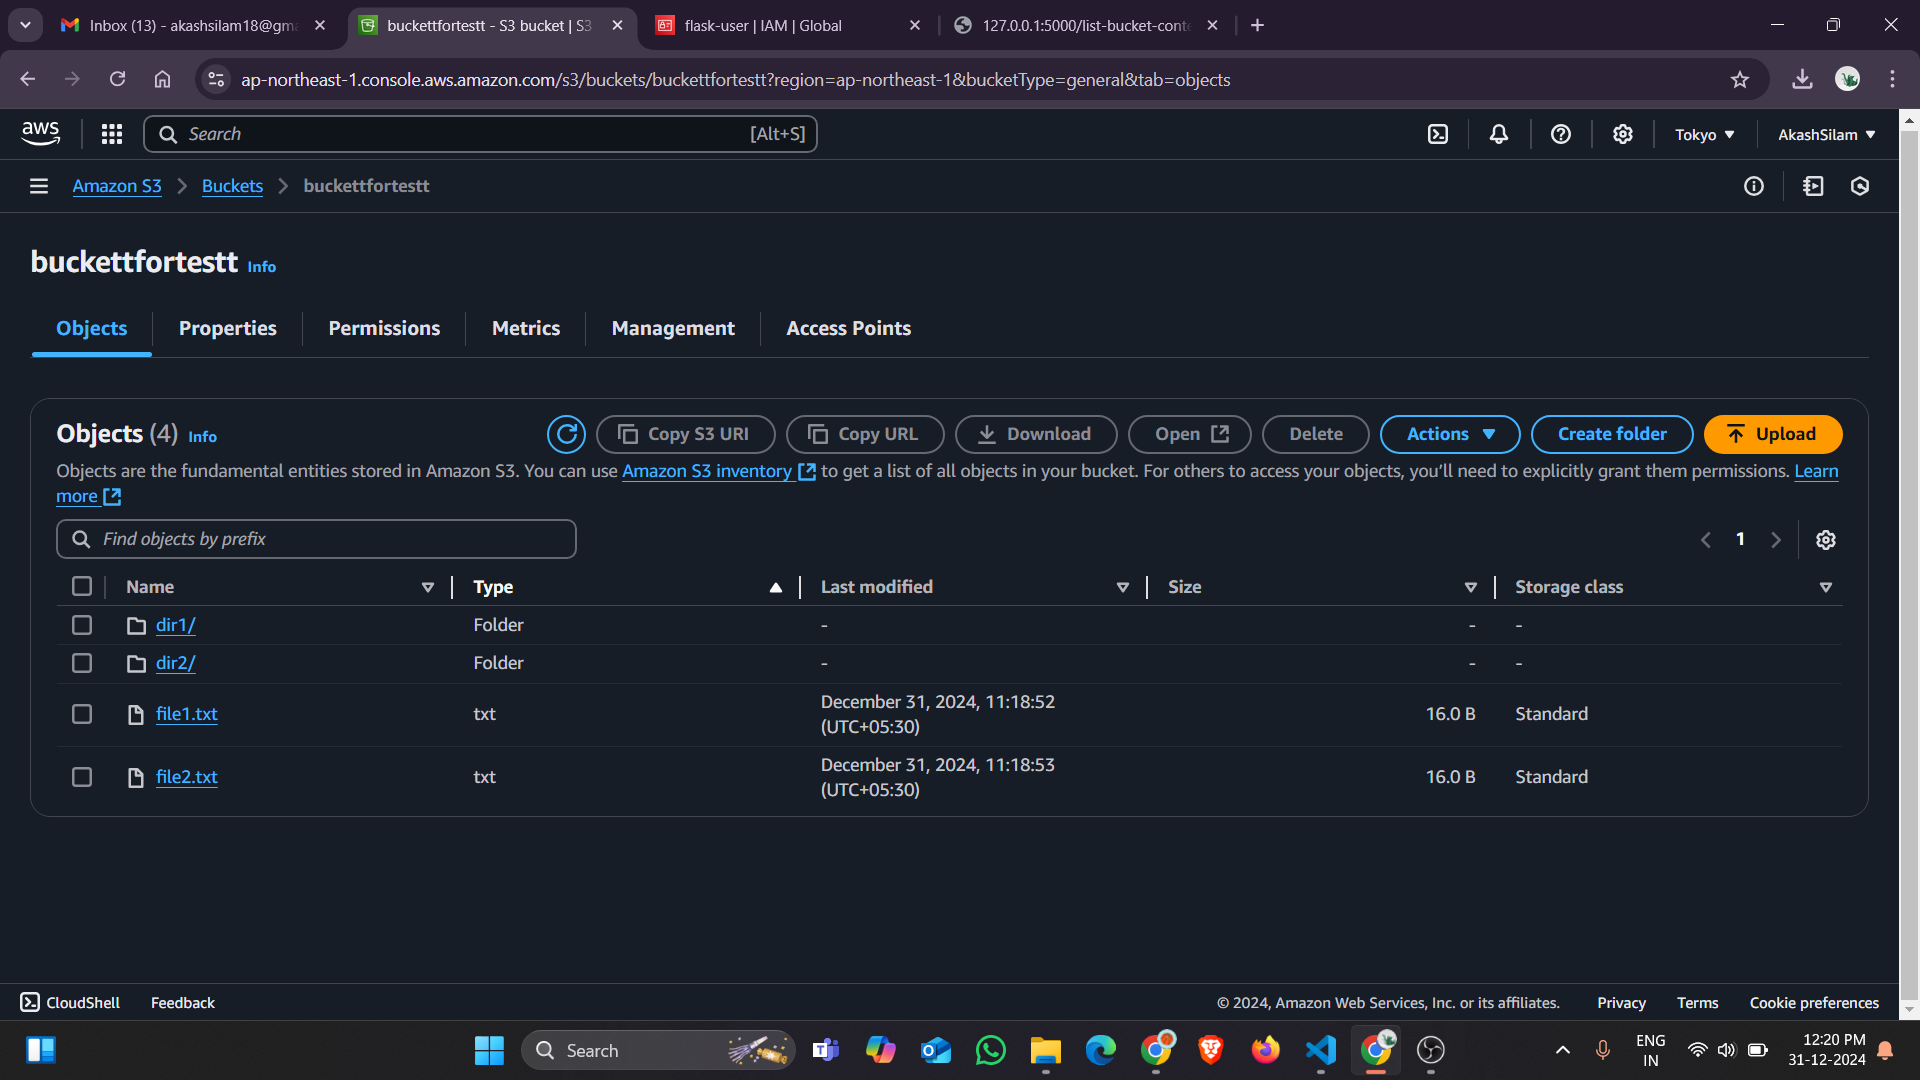 Inbox (13) - akashsilam18@gma
buckettfortestt - S3 bucket | S3
flask-user | IAM | Global
127.0.0.1:5000/list-bucket-conte
ap-northeast-1.console.aws.amazon.com/s3/buckets/buckettfortestt?region=ap-northeast-1&bucketType=general&tab=objects
aws
Search
[Alt+S]
Tokyo
AkashSilam
Amazon S3
Buckets
buckettfortestt
buckettfortestt Info
Objects
Properties
Permissions
Metrics
Management
Access Points
Objects (4) Info
Copy S3 URI
Copy URL
Download
Open
Delete
Actions
Create folder
Upload
Objects are the fundamental entities stored in Amazon S3. You can use Amazon S3 inventory to get a list of all objects in your bucket. For others to access your objects, you’ll need to explicitly grant them permissions. Learn
more
Find objects by prefix
1
Name Type Last modified Size Storage class
dir1/ Folder - - -
dir2/ Folder - - -
file1.txt txt December 31, 2024, 11:18:52 (UTC+05:30) 16.0 B Standard
file2.txt txt December 31, 2024, 11:18:53 (UTC+05:30) 16.0 B Standard
CloudShell
Feedback
© 2024, Amazon Web Services, Inc. or its affiliates.
Privacy
Terms
Cookie preferences
Search
ENG
IN
12:20 PM
31-12-2024